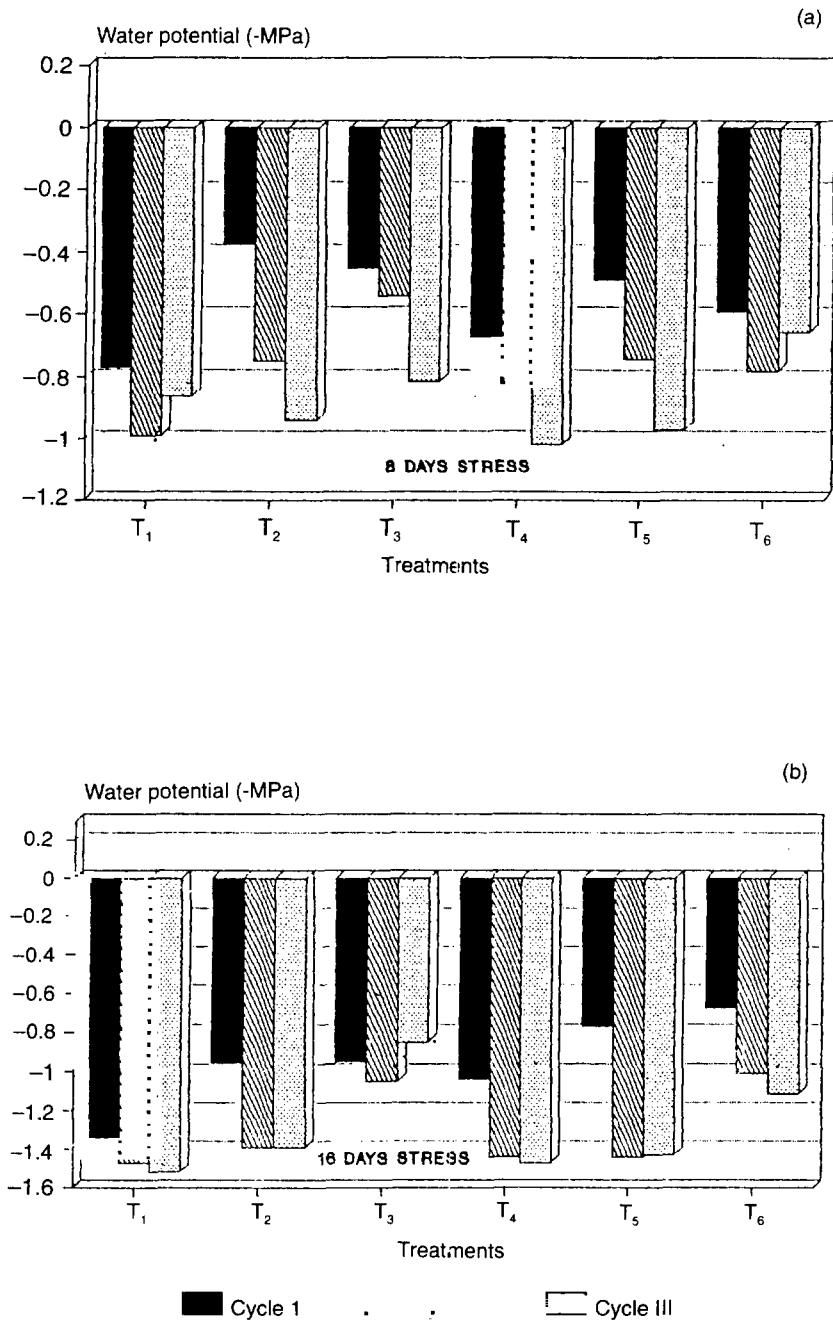 (a)
Water potential (-MPa)
0.2
0
−0.2
−0.4
−0.6
−0.8
−1
−1.2
8 DAYS STRESS
T₁ T₂ T₃ T₄ T₅ T₆
Treatments
(b)
Water potential (-MPa)
0.2
0
−0.2
−0.4
−0.6
−0.8
−1
−1.2
−1.4
−1.6
16 DAYS STRESS
T₁ T₂ T₃ T₄ T₅ T₆
Treatments
Cycle 1 Cycle III